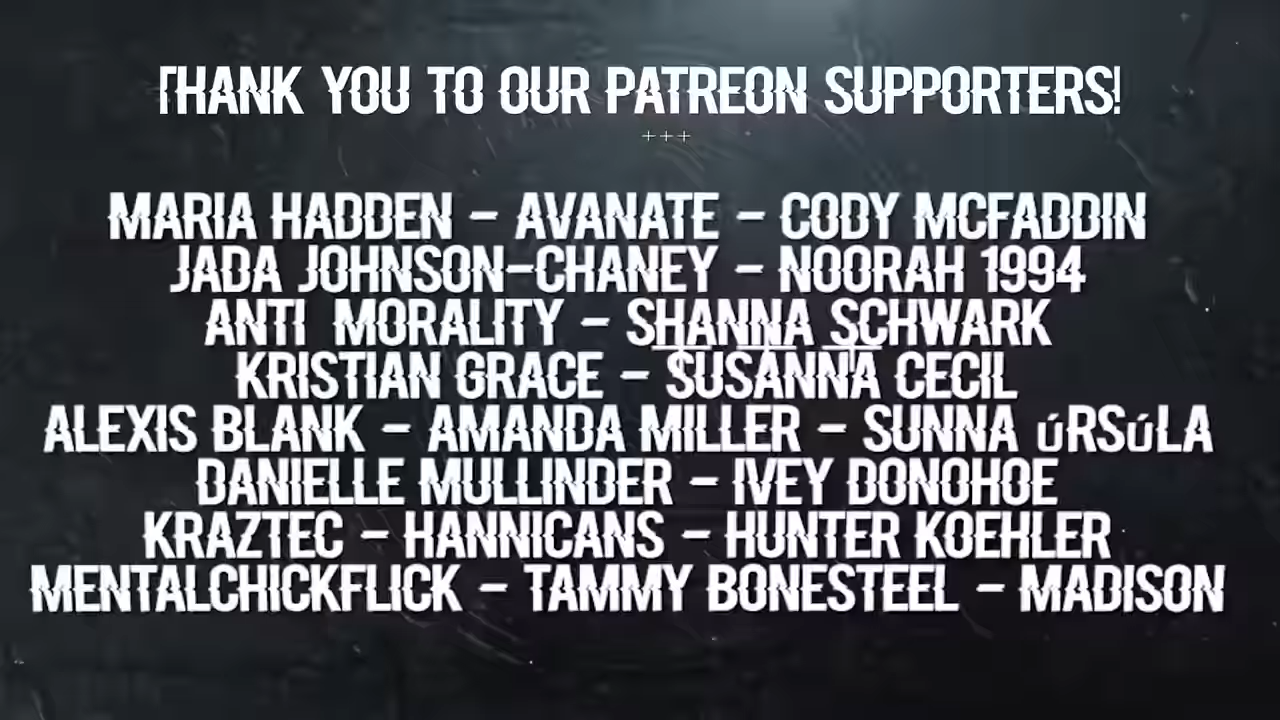 THANK YOU TO OUR PATREON SUPPORTERS!
+++
MARIA HADDEN - AVANATE - CODY MCFADDIN
JADA JOHNSON-CHANEY - NOORAH 1994
ANTI MORALITY - SHANNA SCHWARK
KRISTIAN GRACE - SUSANNA CECIL
ALEXIS BLANK - AMANDA MILLER - SUNNA úRSúLA
DANIELLE MULLINDER - IVEY DONOHOE
KRAZTEC - HANNICANS - HUNTER KOEHLER
MENTALCHICKFLICK - TAMMY BONESTEEL - MADISON